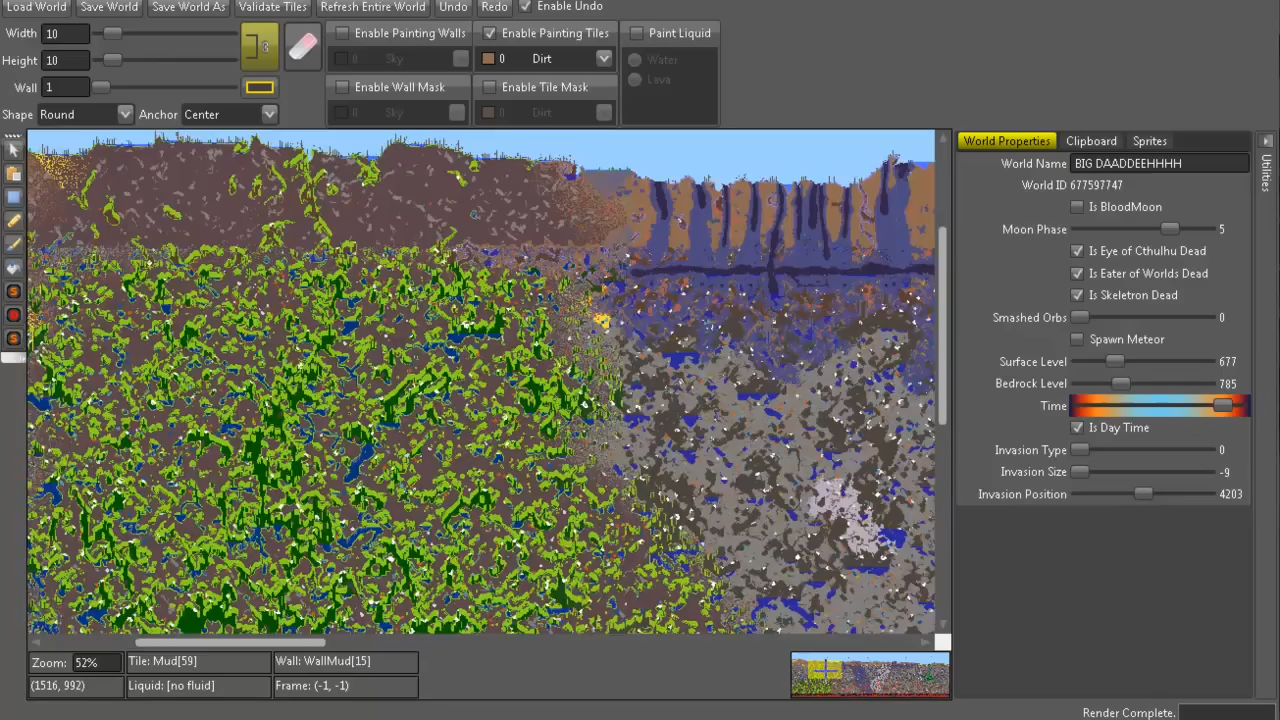 Load World Save World Save World As Validate Tiles Refresh Entire World Undo Redo Enable Undo
Width 10
Height 10
Wall 1
Shape Round Anchor Center
Enable Painting Walls
0 Sky
Enable Wall Mask
0 Sky
Enable Painting Tiles
0 Dirt
Enable Tile Mask
0 Dirt
Paint Liquid
Water
Lava
World Properties Clipboard Sprites
Utilities
World Name BIG DAADDEEHHHH
World ID 677597747
Is BloodMoon
Moon Phase 5
Is Eye of Cthulhu Dead
Is Eater of Worlds Dead
Is Skeletron Dead
Smashed Orbs 0
Spawn Meteor
Surface Level 677
Bedrock Level 785
Time
Is Day Time
Invasion Type 0
Invasion Size -9
Invasion Position 4203
Zoom: 52% Tile: Mud[59] Wall: WallMud[15]
(1516, 992) Liquid: [no fluid] Frame: (-1, -1)
Render Complete.